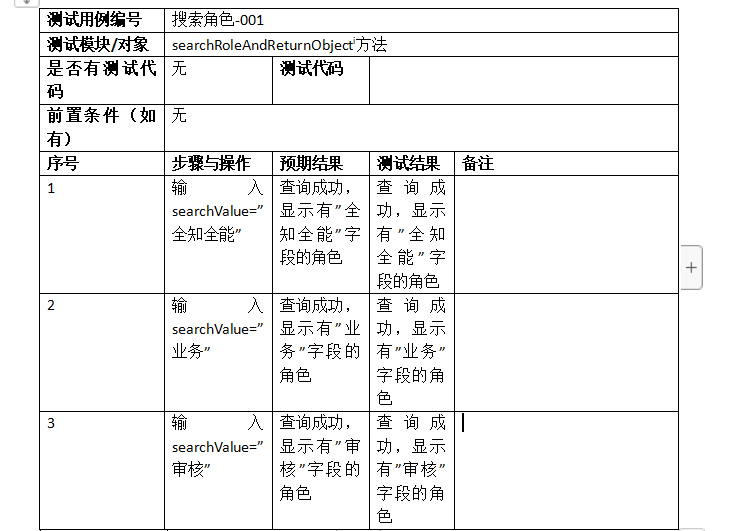 测试用例编号 搜索角色-001
测试模块/对象 searchRoleAndReturnObject方法
是否有测试代码 无 测试代码
前置条件（如有） 无
序号 步骤与操作 预期结果 测试结果 备注
1
输入
searchValue=”
全知全能”
查询成功，
显示有”全
知全能”字
段的角色
查询成
功，显示
有”全知
全能”字
段的角色
2
输入
searchValue=”
业务”
查询成功，
显示有”业
务”字段的
角色
查询成
功，显示
有”业务”
字段的角
色
3
输入
searchValue=”
审核”
查询成功，
显示有”审
核”字段的
角色
查询成
功，显示
有”审核”
字段的角
色